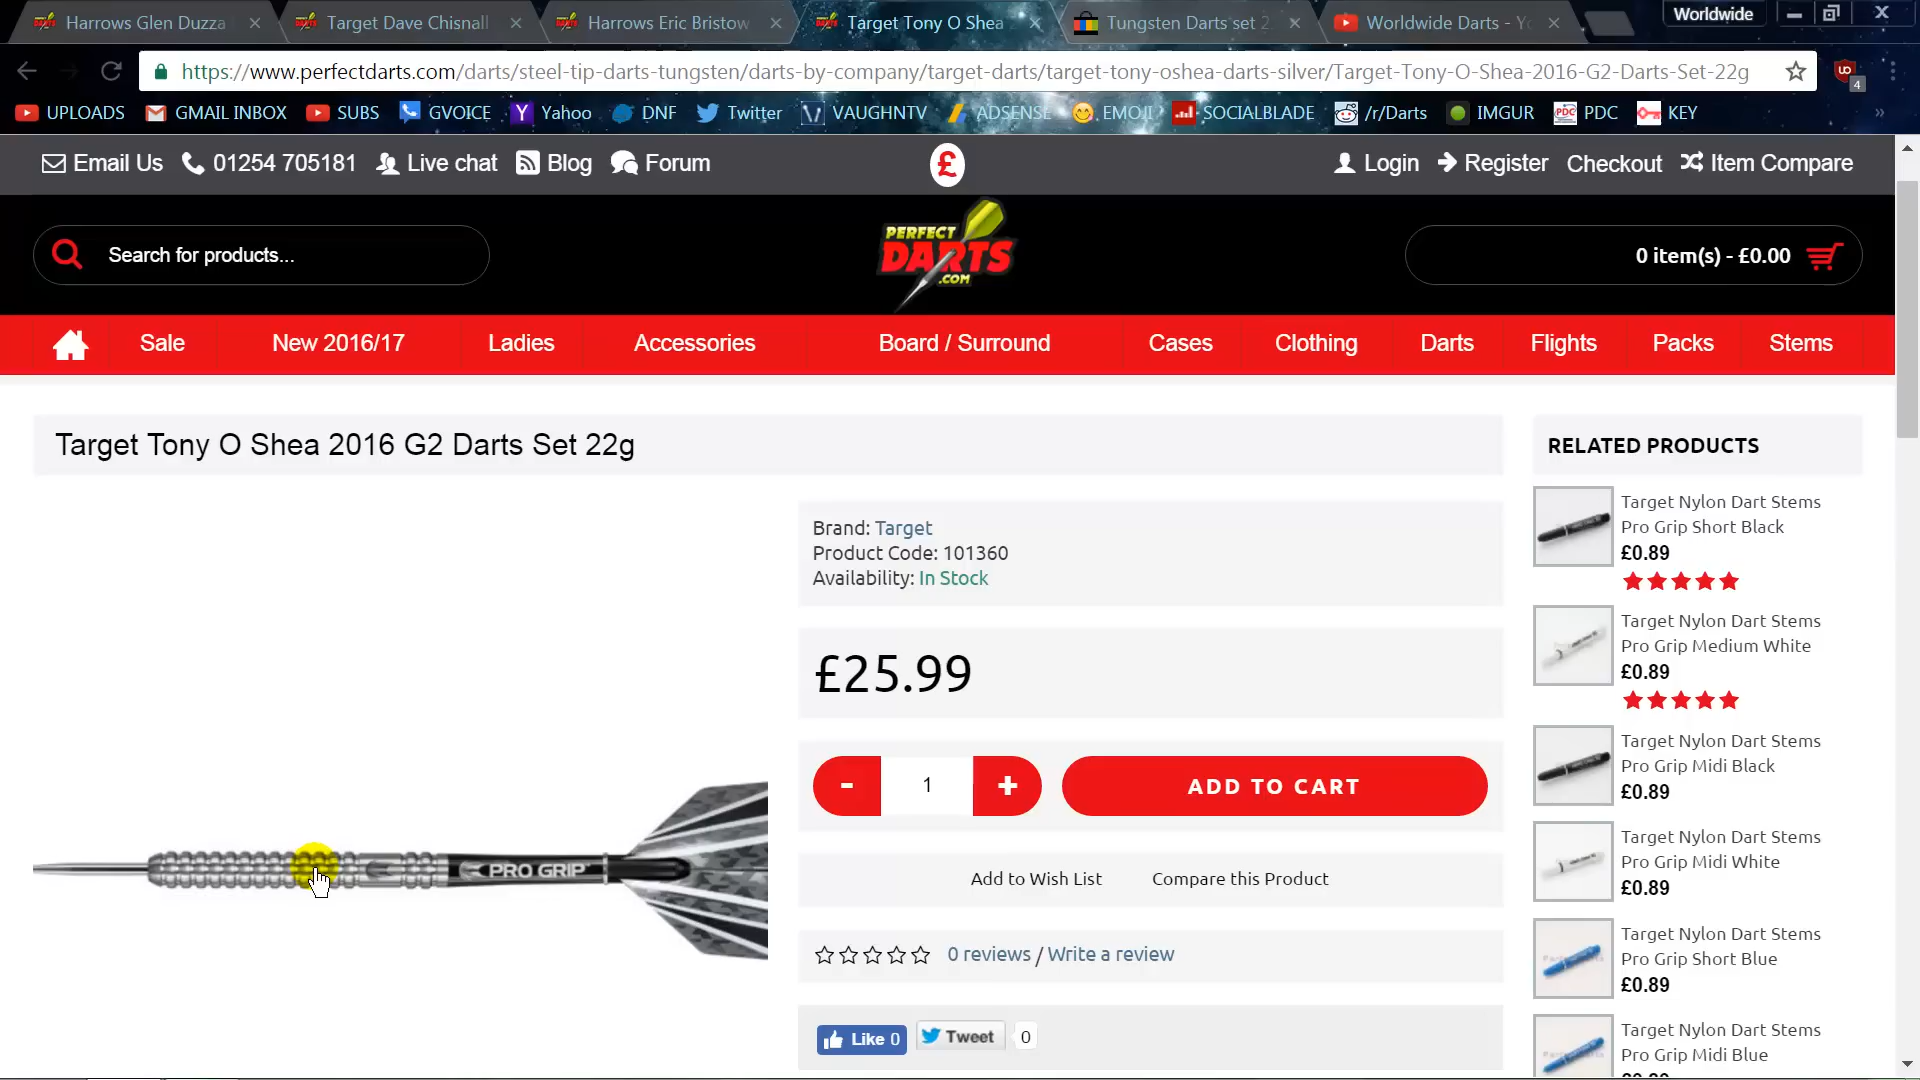 Harrows Glen Duzza
Target Dave Chisnall
Harrows Eric Bristow
Target Tony O Shea
Tungsten Darts set 2
Worldwide Darts - Yo
Worldwide
https://www.perfectdarts.com/darts/steel-tip-darts-tungsten/darts-by-company/target-darts/target-tony-oshea-darts-silver/Target-Tony-O-Shea-2016-G2-Darts-Set-22g
4
UPLOADS
GMAIL INBOX
SUBS
GVOICE
Yahoo
DNF
Twitter
VAUGHNTV
ADSENSE
EMOJI
SOCIALBLADE
/r/Darts
IMGUR
PDC
KEY
Email Us
01254 705181
Live chat
Blog
Forum
£
Login
Register
Checkout
Item Compare
Search for products...
PERFECT
DARTS
.COM
0 item(s) - £0.00
Sale
New 2016/17
Ladies
Accessories
Board / Surround
Cases
Clothing
Darts
Flights
Packs
Stems
Target Tony O Shea 2016 G2 Darts Set 22g
PRO GRIP
Brand: Target
Product Code: 101360
Availability: In Stock
£25.99
-
1
+
ADD TO CART
Add to Wish List
Compare this Product
0 reviews / Write a review
Like 0
Tweet
0
RELATED PRODUCTS
Target Nylon Dart Stems
Pro Grip Short Black
£0.89
Target Nylon Dart Stems
Pro Grip Medium White
£0.89
Target Nylon Dart Stems
Pro Grip Midi Black
£0.89
Target Nylon Dart Stems
Pro Grip Midi White
£0.89
Target Nylon Dart Stems
Pro Grip Short Blue
£0.89
Target Nylon Dart Stems
Pro Grip Midi Blue